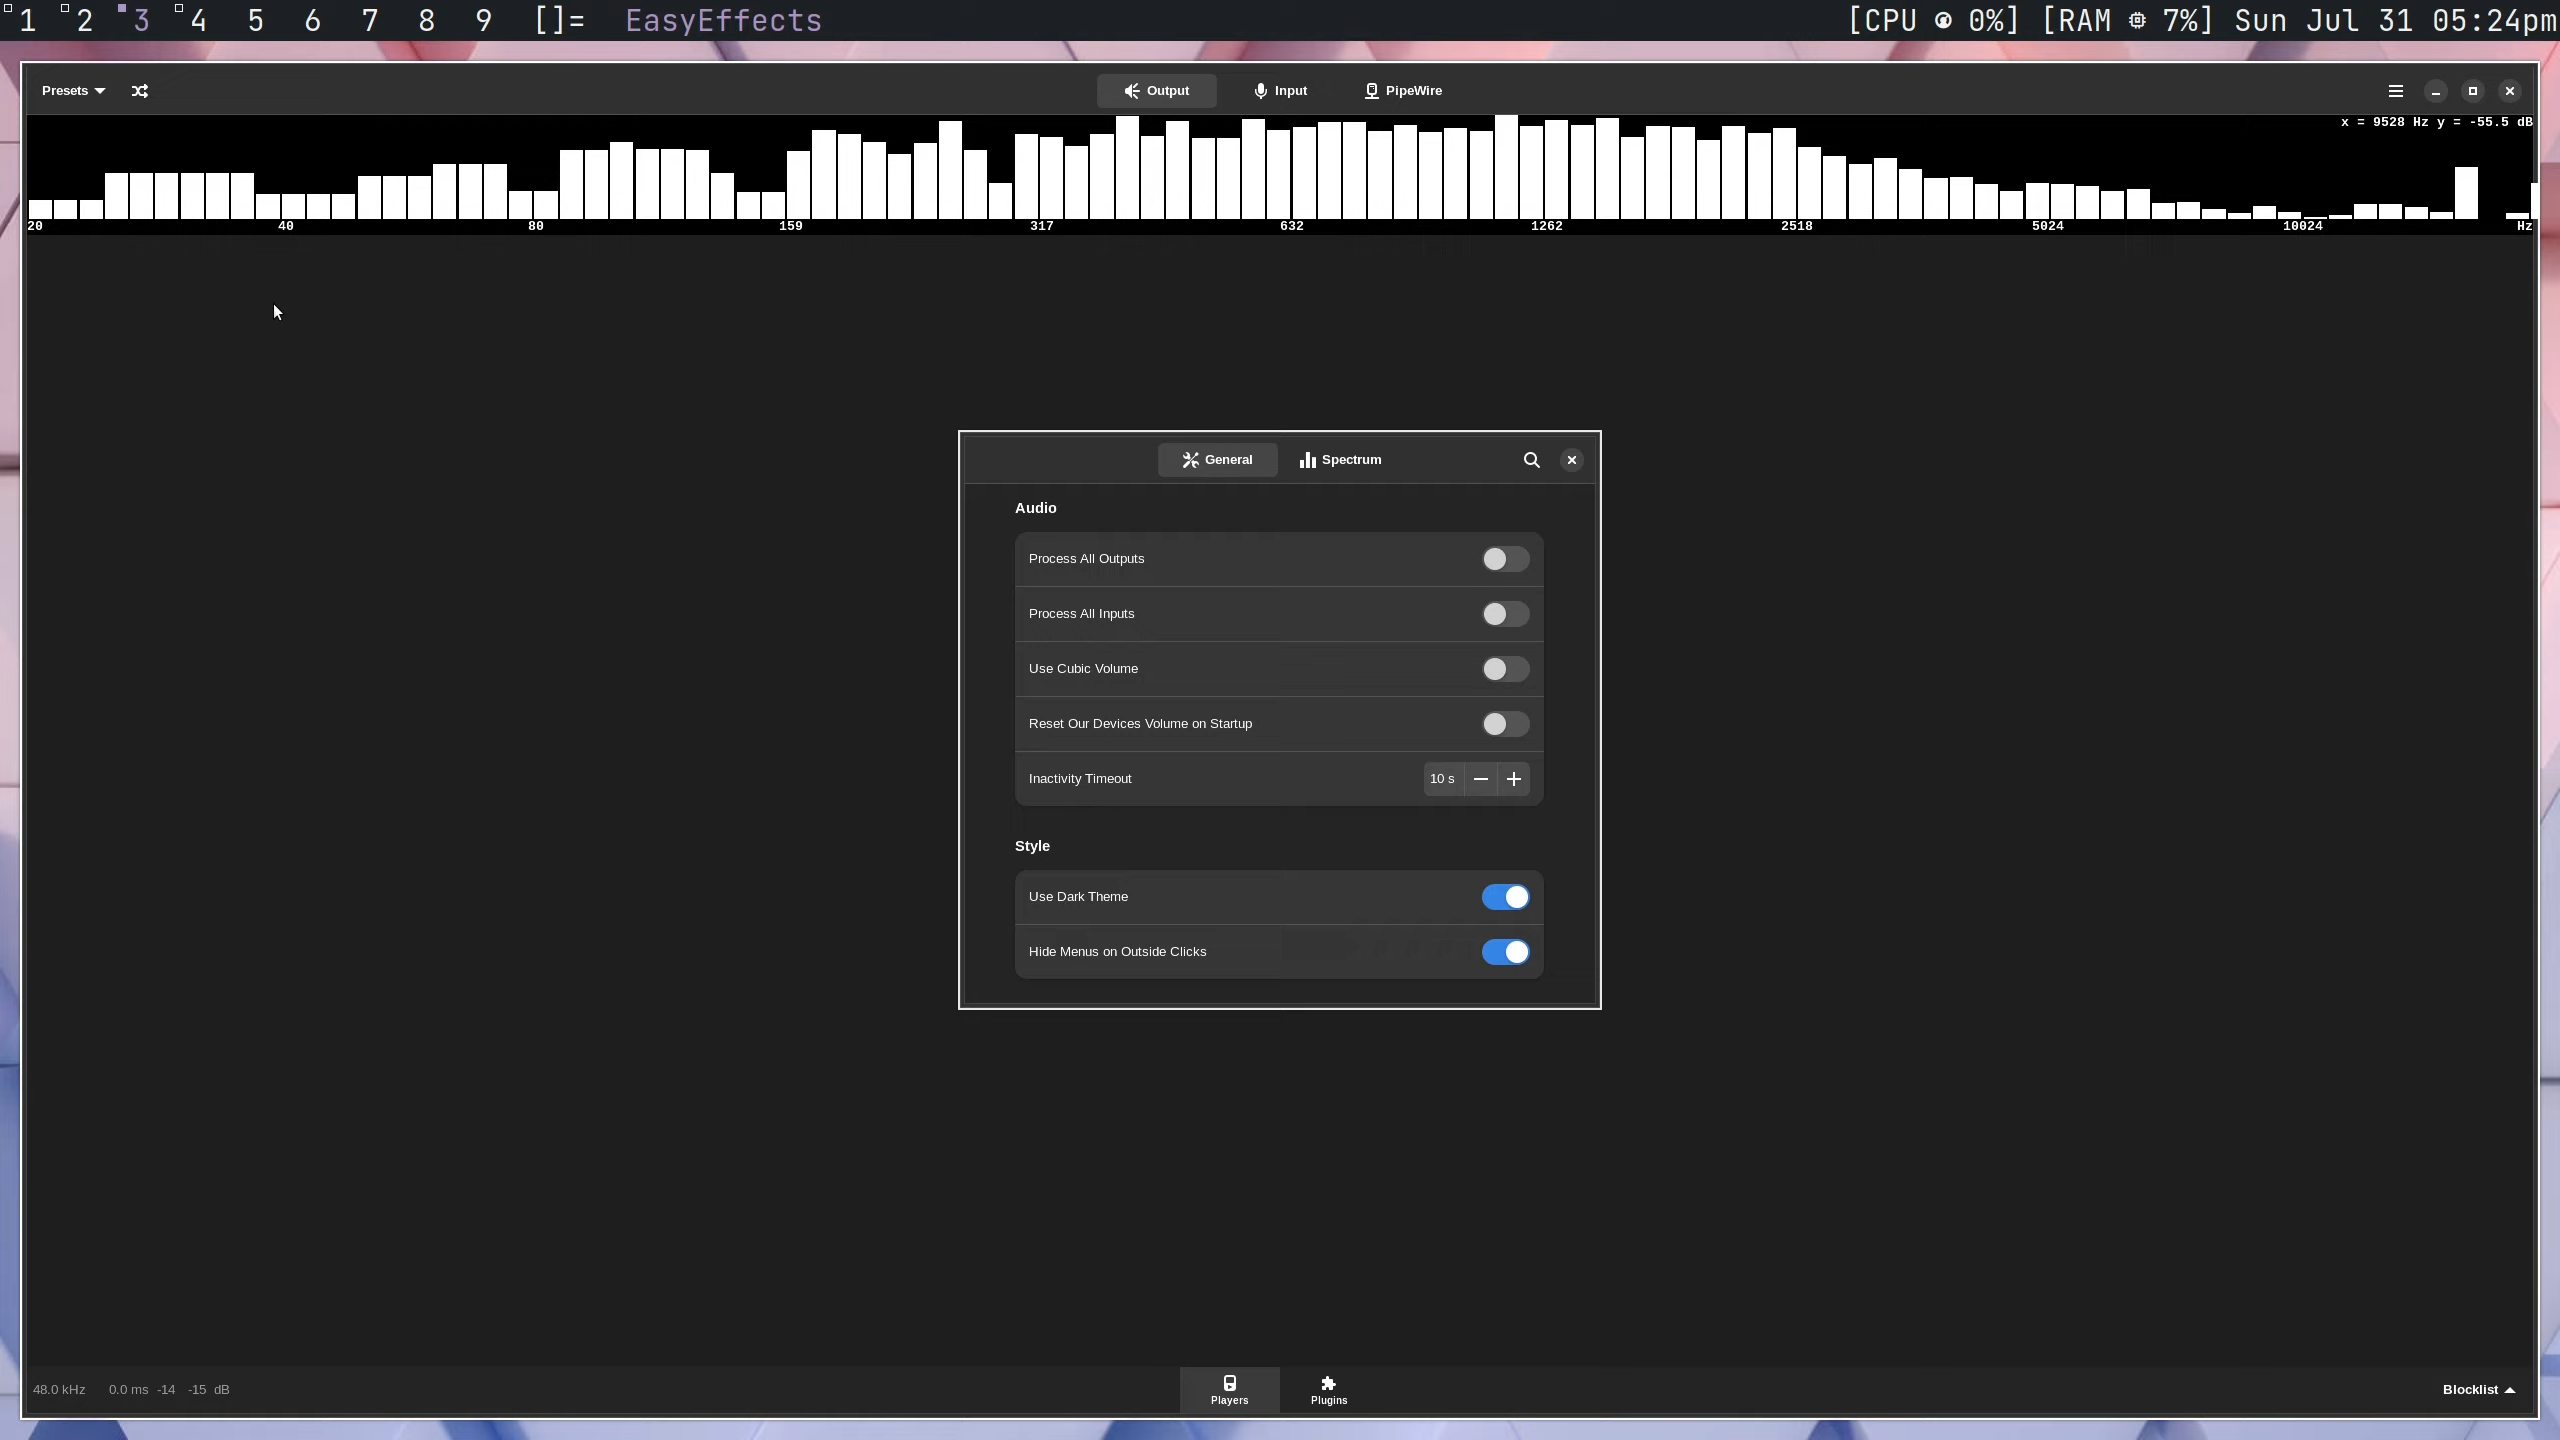 1 2 3 4 5 6 7 8 9 []= EasyEffects [CPU 0%] [RAM 7%] Sun Jul 31 05:24pm
Presets Output Input PipeWire
x = 9528 Hz y = -55.5 dB
20 40 80 159 317 632 1262 2518 5024 10024 Hz
General Spectrum
Audio
Process All Outputs
Process All Inputs
Use Cubic Volume
Reset Our Devices Volume on Startup
Inactivity Timeout 10 s
Style
Use Dark Theme
Hide Menus on Outside Clicks
48.0 kHz 0.0 ms -14 -15 dB Players Plugins Blocklist